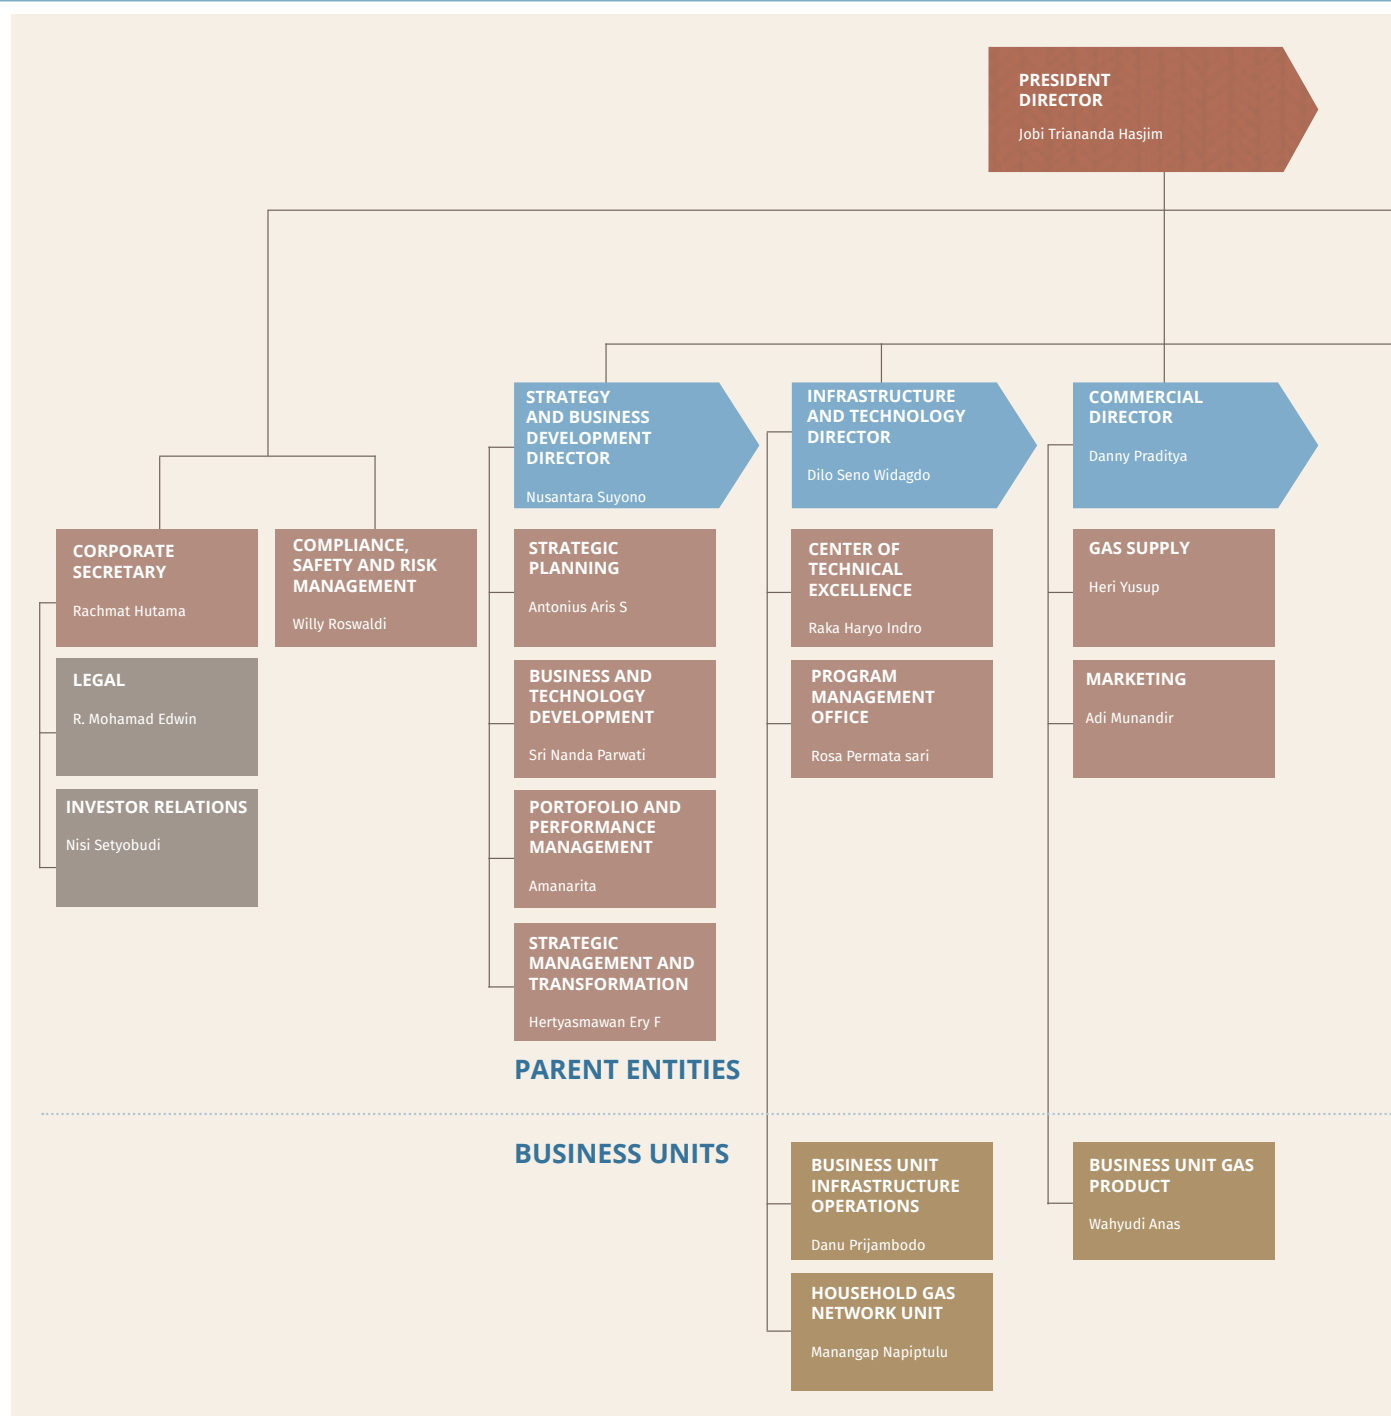 PRESIDENT
DIRECTOR
Jobi Triananda Hasjim
STRATEGY
AND BUSINESS
DEVELOPMENT
DIRECTOR
Nusantara Suyono
INFRASTRUCTURE
AND TECHNOLOGY
DIRECTOR
Dilo Seno Widagdo
COMMERCIAL
DIRECTOR
Danny Praditya
CORPORATE
SECRETARY
Rachmat Hutama
COMPLIANCE,
SAFETY AND RISK
MANAGEMENT
Willy Roswaldi
STRATEGIC
PLANNING
Antonius Aris S
CENTER OF
TECHNICAL
EXCELLENCE
Raka Haryo Indro
GAS SUPPLY
Heri Yusup
LEGAL
R. Mohamad Edwin
BUSINESS AND
TECHNOLOGY
DEVELOPMENT
Sri Nanda Parwati
PROGRAM
MANAGEMENT
OFFICE
Rosa Permata sari
MARKETING
Adi Munandir
INVESTOR RELATIONS
Nisi Setyobudi
PORTOFOLIO AND
PERFORMANCE
MANAGEMENT
Amanarita
STRATEGIC
MANAGEMENT AND
TRANSFORMATION
Hertyasmawan Ery F
PARENT ENTITIES
BUSINESS UNITS
BUSINESS UNIT
INFRASTRUCTURE
OPERATIONS
Danu Prijambodo
BUSINESS UNIT GAS
PRODUCT
Wahyudi Anas
HOUSEHOLD GAS
NETWORK UNIT
Manangap Napiptulu